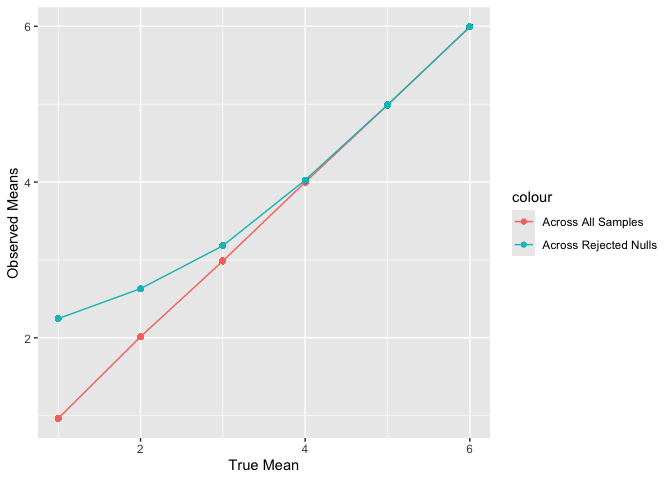 6
4
2
Observed Means
2
4
6
True Mean
colour
Across All Samples
Across Rejected Nulls